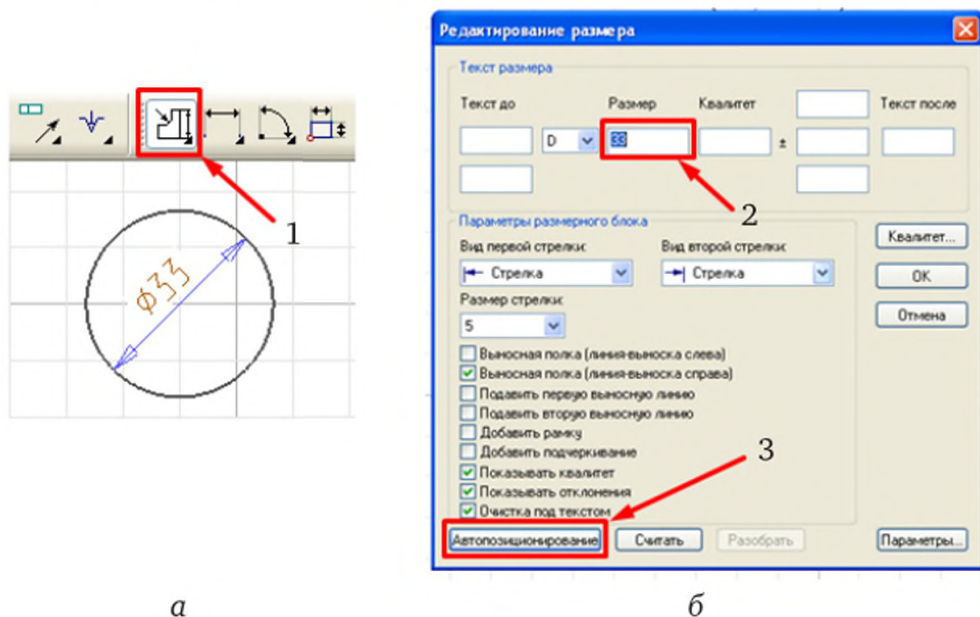 Редактирование размера
Текст размера
Текст до Размер Квалитет Текст после
D 33 ±
1
2
ϕ33
Параметры размерного блока
Вид первой стрелки: Вид второй стрелки:
Стрелка Стрелка
Размер стрелки:
5
Выносная полка (линия-выноска слева)
Выносная полка (линия-выноска справа)
Подавить первую выносную линию
Подавить вторую выносную линию
Добавить рамку
Добавить подчеркивание
Показывать квалитет
Показывать отклонения
Очистка под текстом
3
Квалитет...
ОК
Отмена
Автопозиционирование Считать Разобрать Параметры...
а б